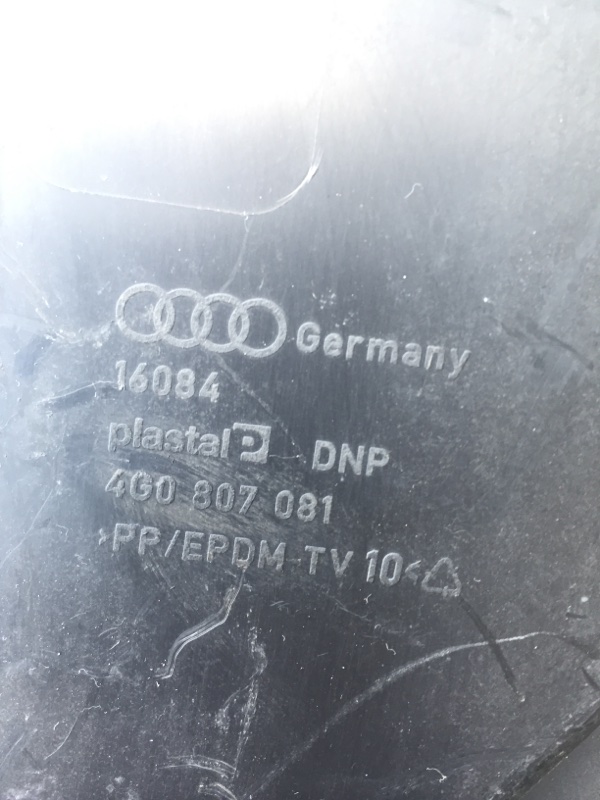 Germany
16084
plastal P DNP
4G0 807 081
>PP/EPDM-TV 10<